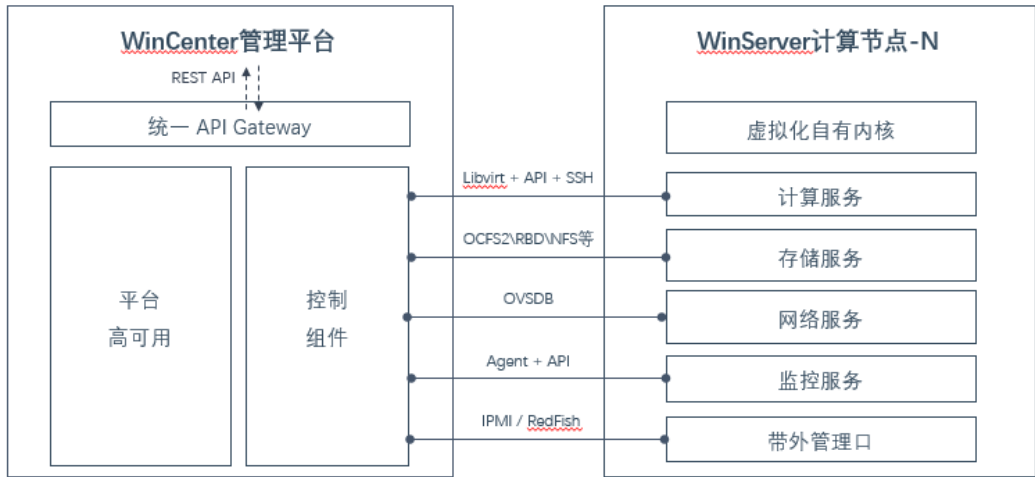 WinCenter管理平台
REST API
统一 API Gateway
平台
高可用
控制
组件
Libvirt + API + SSH
OCFS2\RBD\NFS等
OVSDB
Agent + API
IPMI / RedFish
WinServer计算节点-N
虚拟化自有内核
计算服务
存储服务
网络服务
监控服务
带外管理口